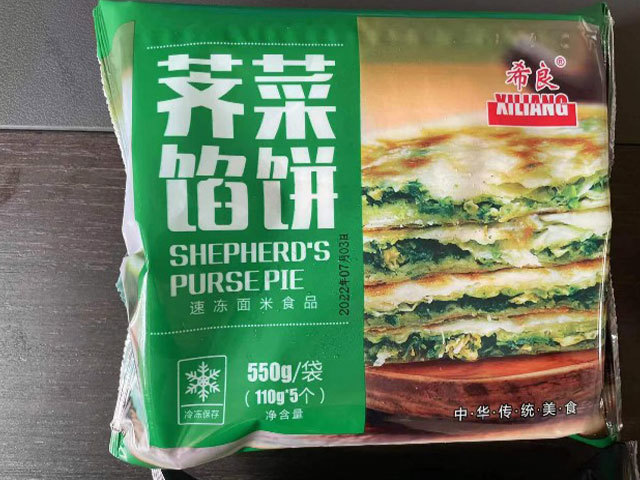 荠菜
馅饼
SHEPHERD'S
PURSE PIE
速冻面米食品
2022年07月03日
550g/袋
(110g*5个)
净含量
冷冻保存
希良®
XILIANG
中·华·传·统·美·食